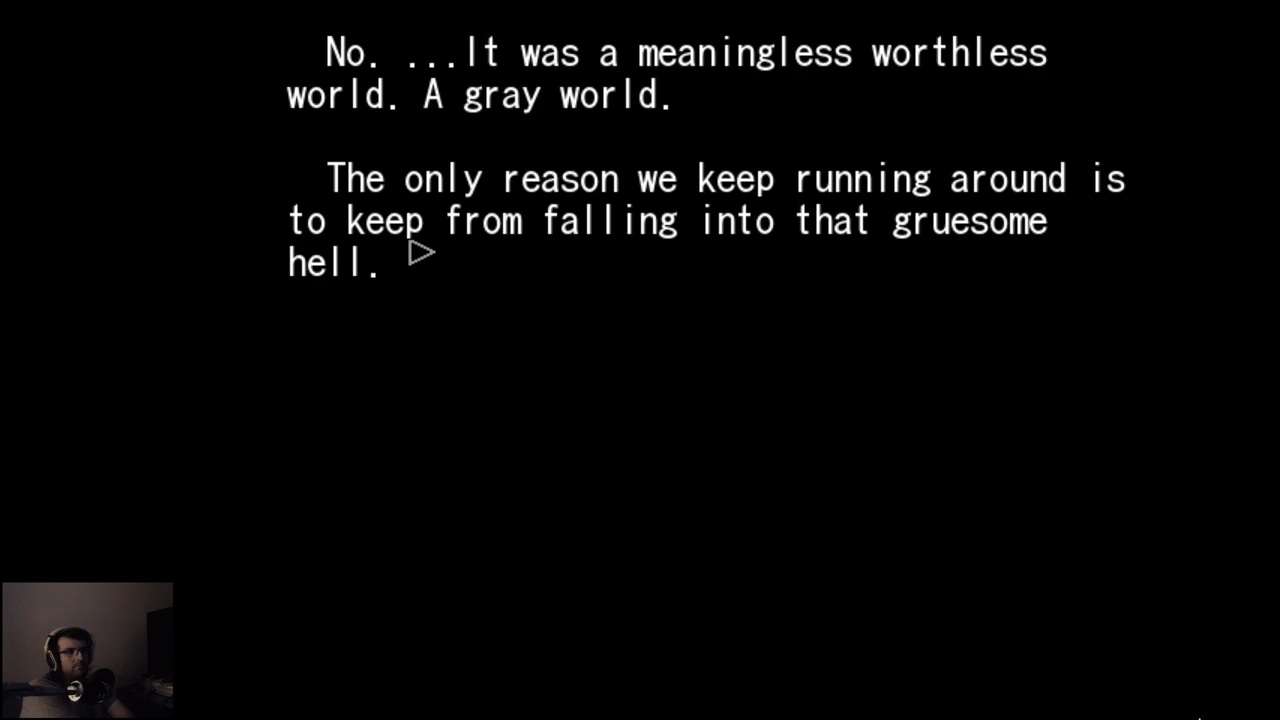 No. ...It was a meaningless worthless
world. A gray world.
The only reason we keep running around is
to keep from falling into that gruesome
hell.